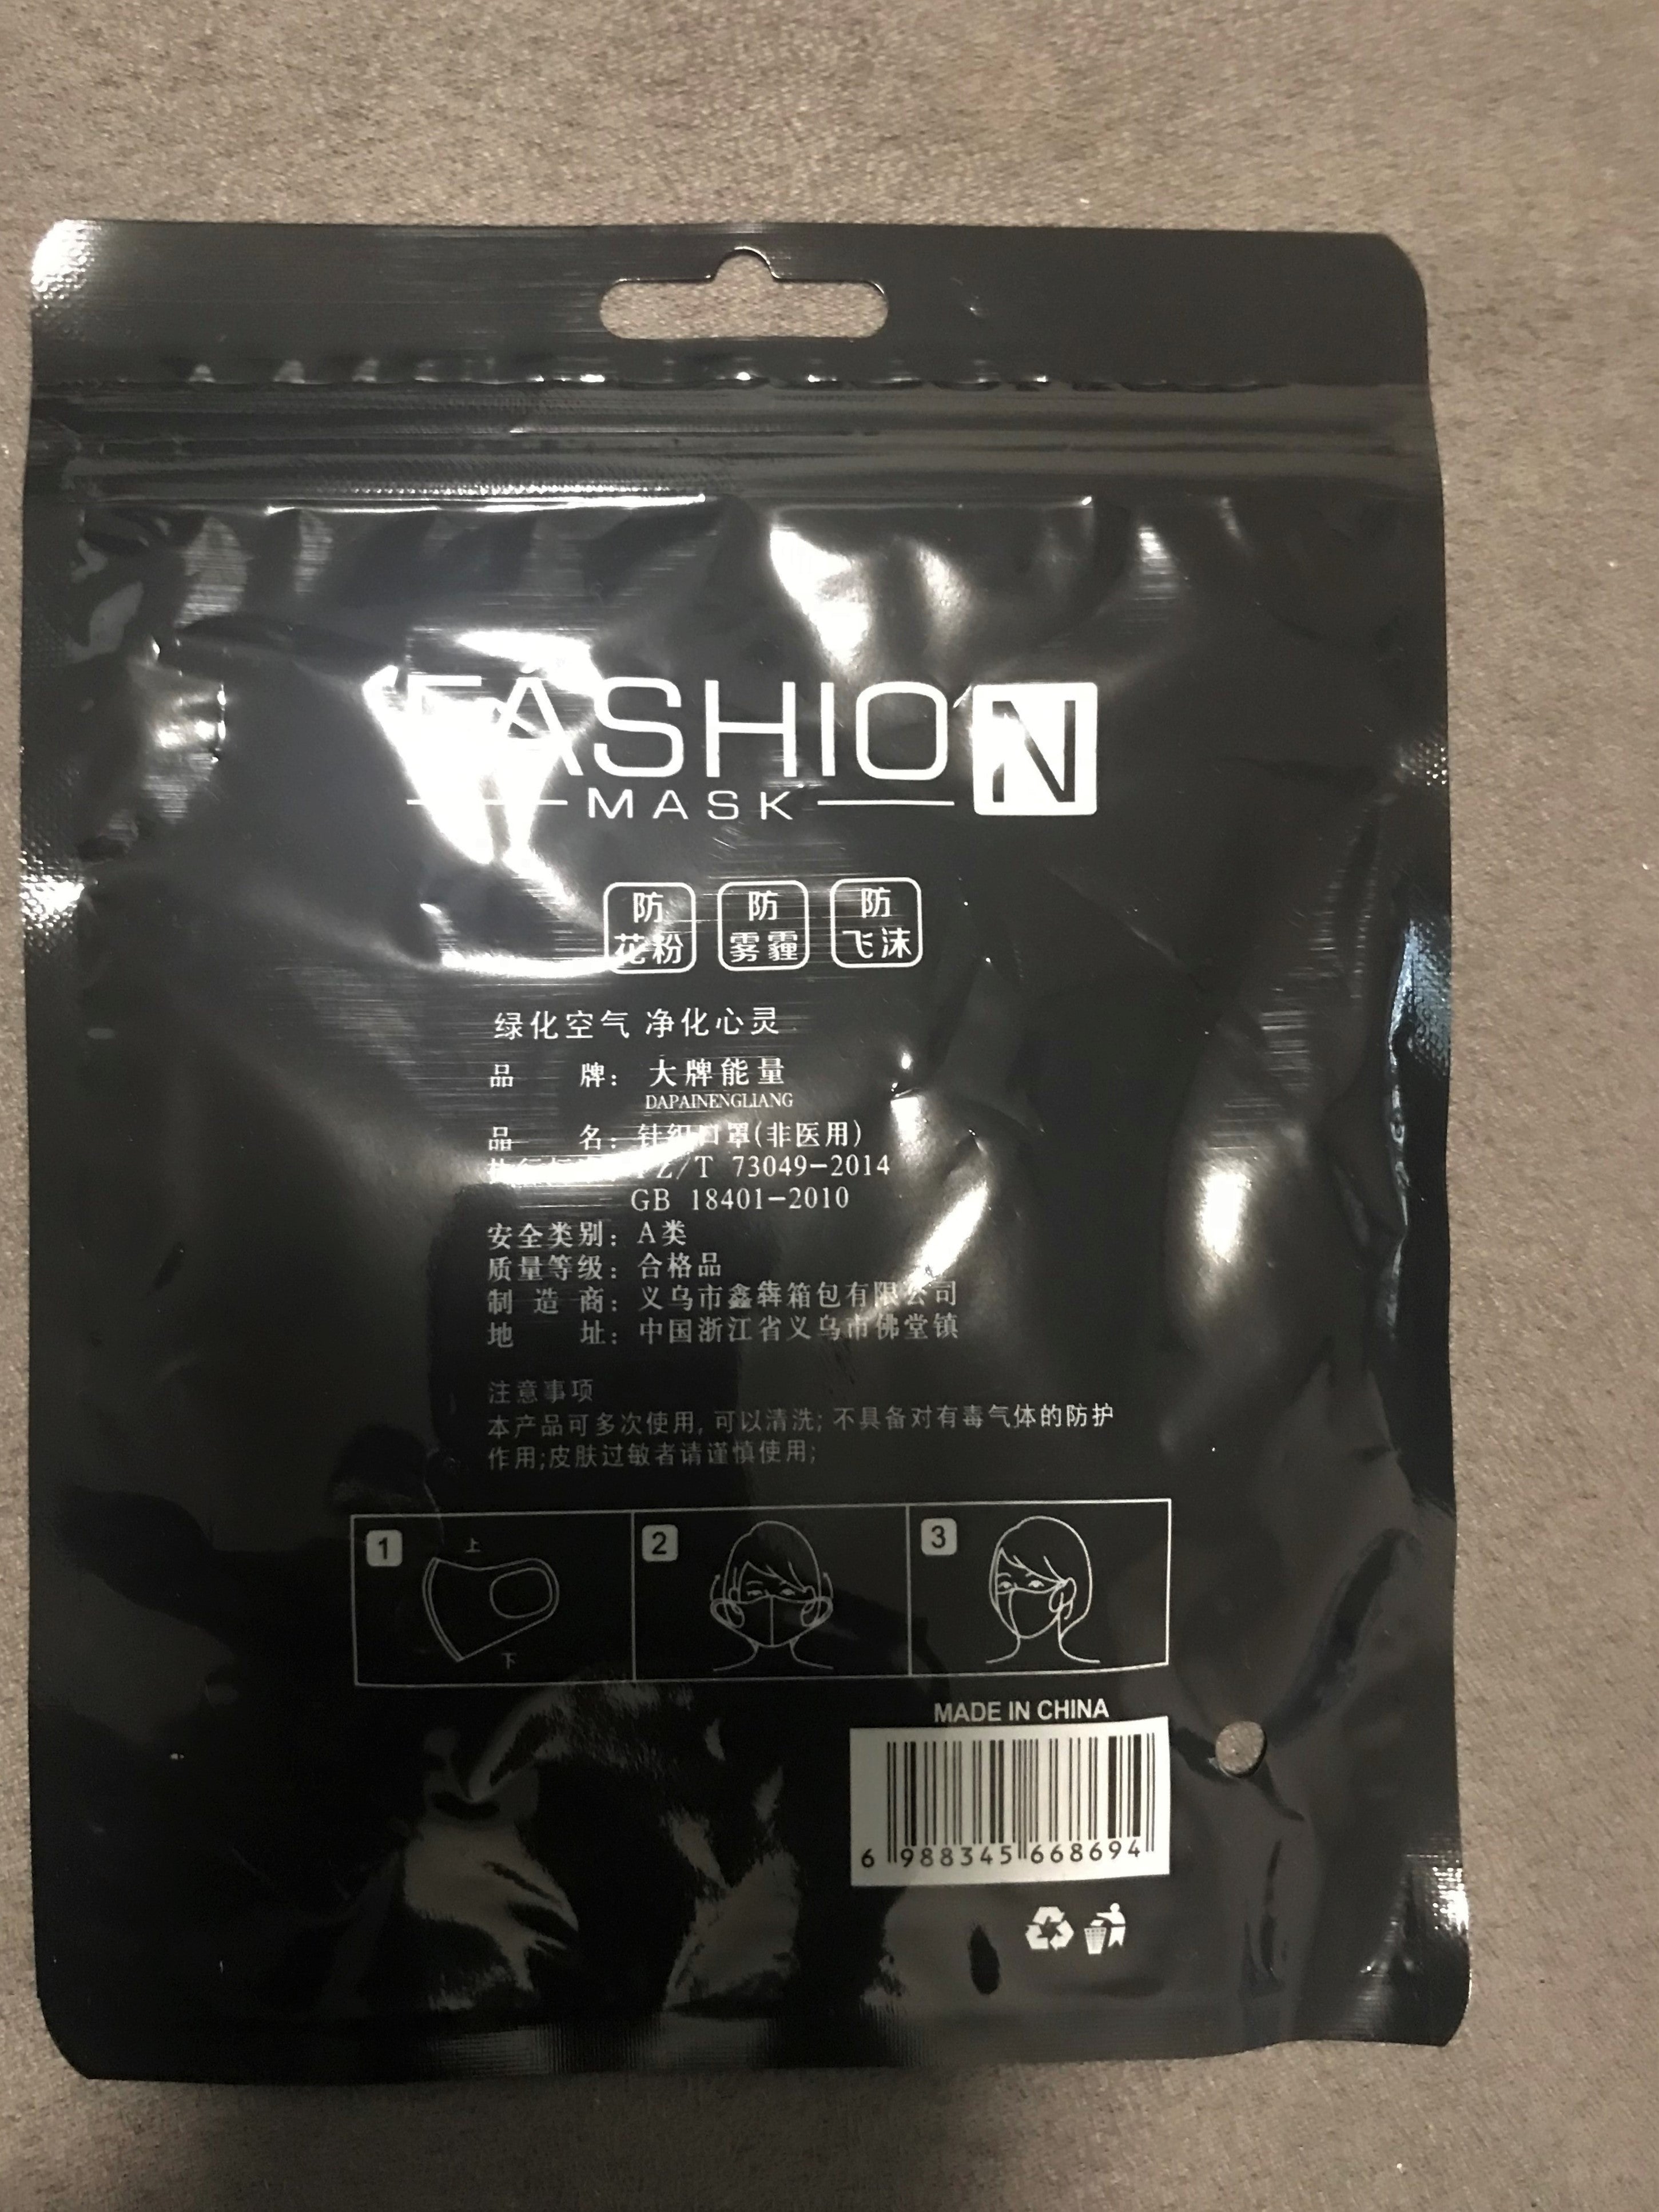 FASHION
MASK
防 防 防
花粉 雾霾 飞沫
绿化空气 净化心灵
品 牌： 大牌能量
DAPAINENGLIANG
品 名：针织口罩(非医用)
执行标准：FZ/T 73049-2014
GB 18401-2010
安全类别：A类
质量等级：合格品
制 造 商：义乌市鑫犇箱包有限公司
地 址：中国浙江省义乌市佛堂镇
注意事项
本产品可多次使用, 可以清洗; 不具备对有毒气体的防护
作用;皮肤过敏者请谨慎使用;
1 2 3
上
下
MADE IN CHINA
6 988345 668694